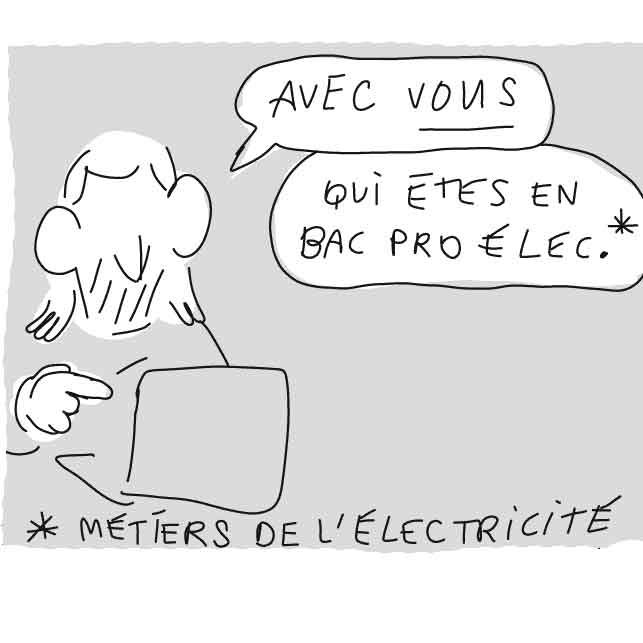 AVEC VOUS
QUI ÊTES EN
BAC PRO ÉLEC.*
* MÉTIERS DE L'ÉLECTRICITÉ